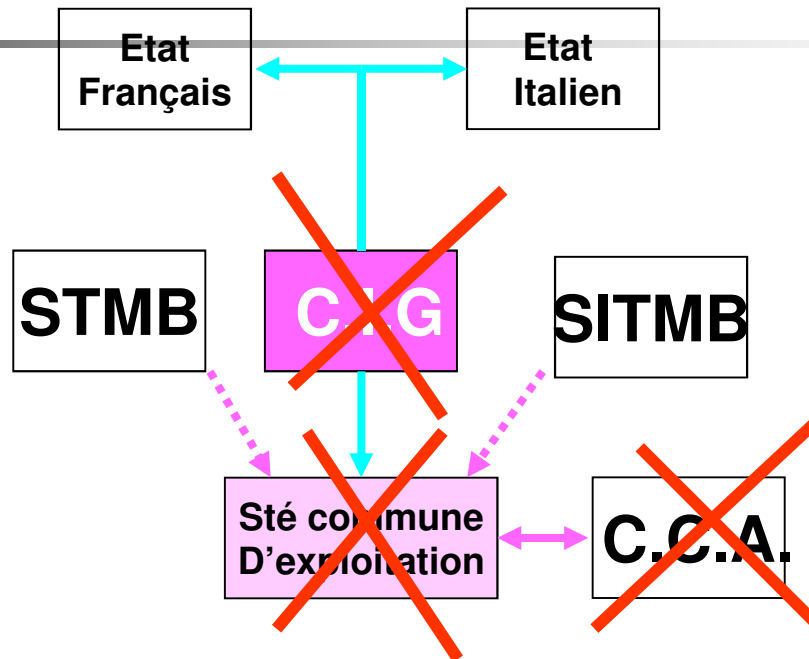 Etat
Français
Etat
Italien
STMB
C.I.G
SITMB
Sté commune
D'exploitation
C.C.A.